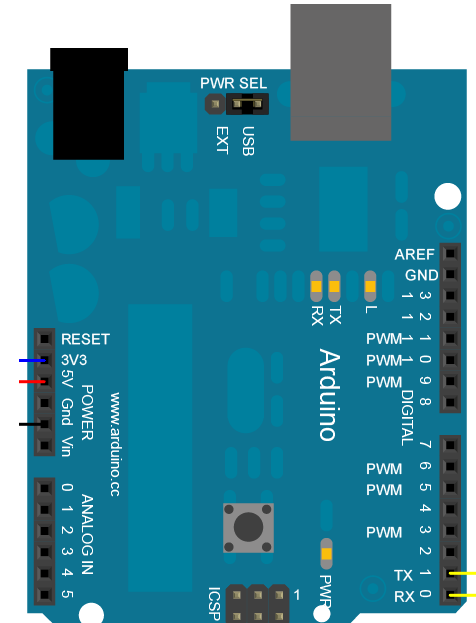 PWR SEL
EXT
USB
AREF
GND
RX
TX
L
1 3
1 2
PWM 1 1
PWM 1 0
PWM 9
8
RESET
3V3
5V
Gnd
Vin
POWER
www.arduino.cc
Arduino
DIGITAL
7
PWM 6
PWM 5
4
PWM 3
2
TX 1
RX 0
ANALOG IN
0
1
2
3
4
5
ICSP
1
PWR